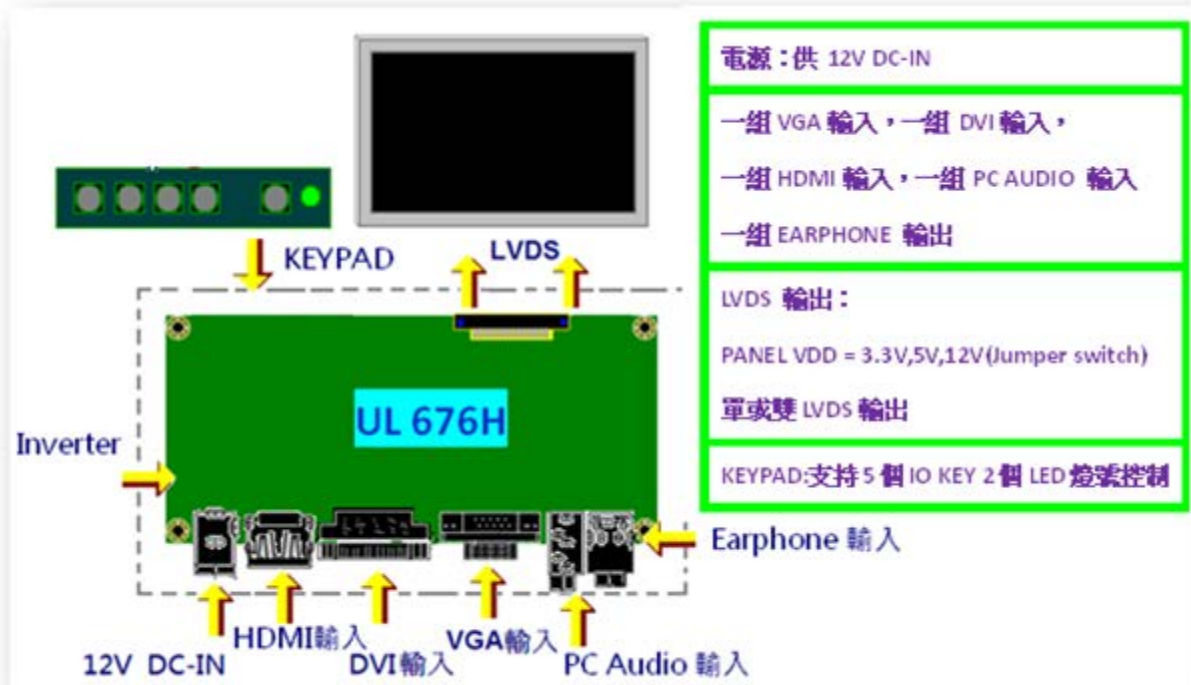 電源：供 12V DC-IN
一組 VGA 輸入，一組 DVI 輸入，
一組 HDMI 輸入，一組 PC AUDIO 輸入
一組 EARPHONE 輸出
LVDS 輸出：
PANEL VDD = 3.3V,5V,12V(Jumper switch)
單或雙 LVDS 輸出
KEYPAD:支持 5 個 IO KEY 2 個 LED 燈號控制
KEYPAD
LVDS
UL 676H
Inverter
Earphone 輸入
12V DC-IN
HDMI輸入
DVI輸入
VGA輸入
PC Audio 輸入